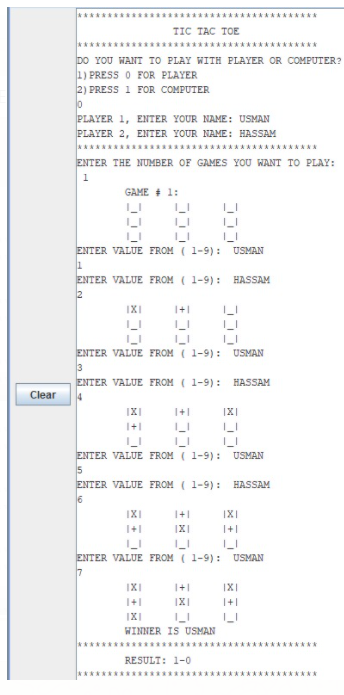 ****************************************
TIC TAC TOE
****************************************
DO YOU WANT TO PLAY WITH PLAYER OR COMPUTER?
1)PRESS 0 FOR PLAYER
2)PRESS 1 FOR COMPUTER
0
PLAYER 1, ENTER YOUR NAME: USMAN
PLAYER 2, ENTER YOUR NAME: HASSAM
****************************************
ENTER THE NUMBER OF GAMES YOU WANT TO PLAY:
1
GAME # 1:
|_| |_| |_|
|_| |_| |_|
|_| |_| |_|
ENTER VALUE FROM ( 1-9): USMAN
1
ENTER VALUE FROM ( 1-9): HASSAM
2
|X| |+| |_|
|_| |_| |_|
|_| |_| |_|
ENTER VALUE FROM ( 1-9): USMAN
3
ENTER VALUE FROM ( 1-9): HASSAM
Clear
4
|X| |+| |X|
|+| |_| |_|
|_| |_| |_|
ENTER VALUE FROM ( 1-9): USMAN
5
ENTER VALUE FROM ( 1-9): HASSAM
6
|X| |+| |X|
|+| |X| |+|
|_| |_| |_|
ENTER VALUE FROM ( 1-9): USMAN
7
|X| |+| |X|
|+| |X| |+|
|X| |_| |_|
WINNER IS USMAN
****************************************
RESULT: 1-0
****************************************